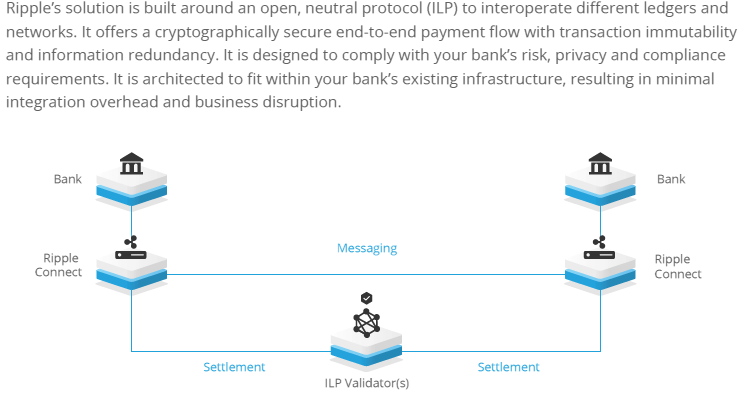 Ripple’s solution is built around an open, neutral protocol (ILP) to interoperate different ledgers and
networks. It offers a cryptographically secure end-to-end payment flow with transaction immutability
and information redundancy. It is designed to comply with your bank’s risk, privacy and compliance
requirements. It is architected to fit within your bank’s existing infrastructure, resulting in minimal
integration overhead and business disruption.
Bank
Bank
Messaging
Ripple
Connect
Ripple
Connect
Settlement
Settlement
ILP Validator(s)